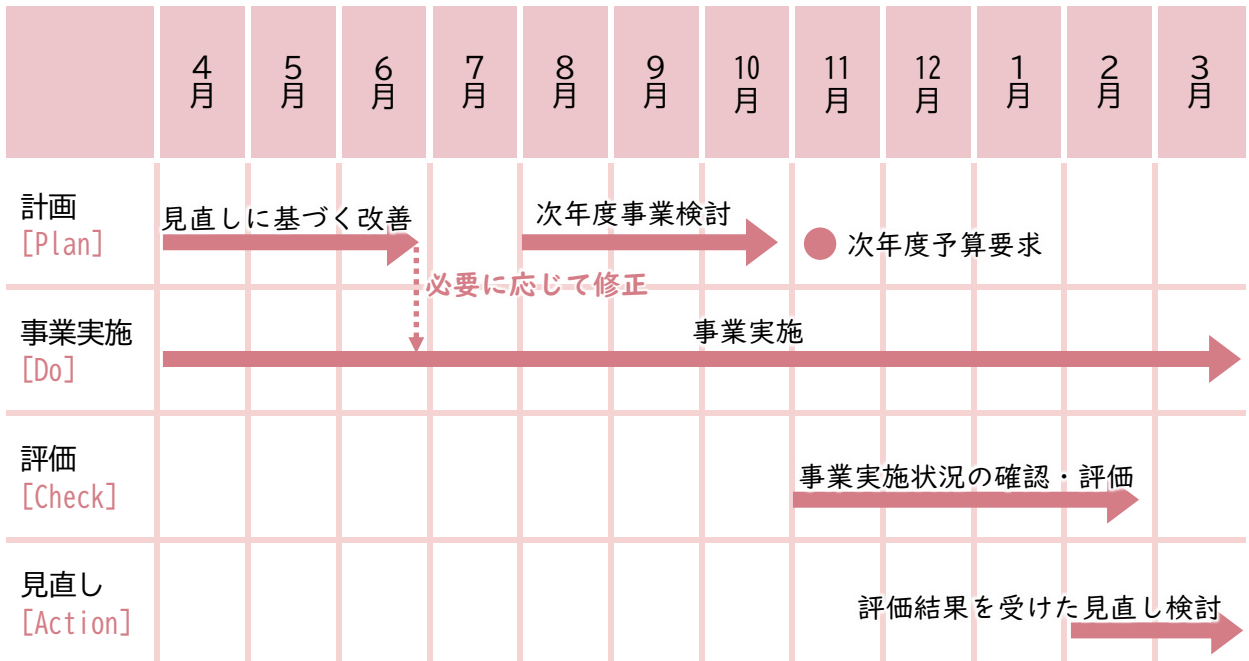 4月 5月 6月 7月 8月 9月 10月 11月 12月 1月 2月 3月
計画
[Plan]
見直しに基づく改善
次年度事業検討
次年度予算要求
必要に応じて修正
事業実施
[Do]
事業実施
評価
[Check]
事業実施状況の確認・評価
見直し
[Action]
評価結果を受けた見直し検討